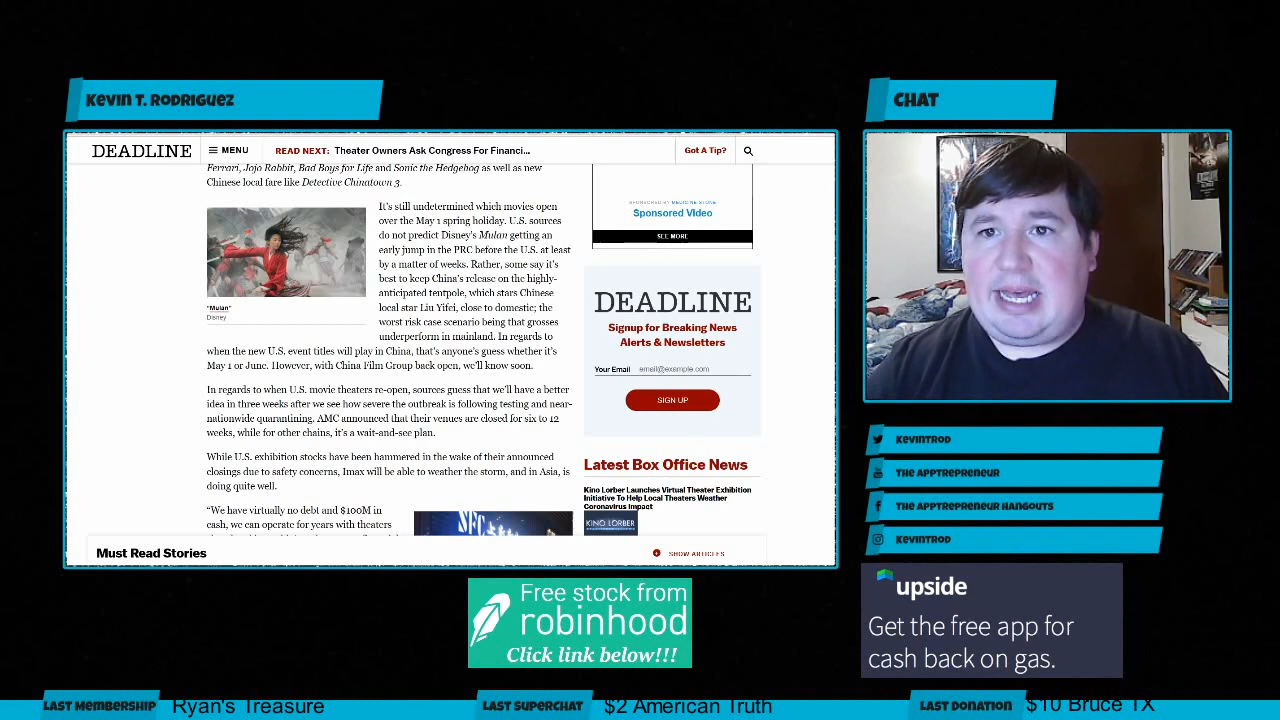 KEVIN T. RODRIGUEZ
CHAT
DEADLINE
MENU
READ NEXT: Theater Owners Ask Congress For Financi...
Got A Tip?
Ferrari, Jojo Rabbit, Bad Boys for Life and Sonic the Hedgehog as well as new
Chinese local fare like Detective Chinatown 3.
"Mulan"
Disney
It's still undetermined which movies open
over the May 1 spring holiday. U.S. sources
do not predict Disney's Mulan getting an
early jump in the PRC before the U.S. at least
by a matter of weeks. Rather, some say it's
best to keep China's release on the highly-
anticipated tentpole, which stars Chinese
local star Liu Yifei, close to domestic; the
worst risk case scenario being that grosses
underperform in mainland. In regards to
when the new U.S. event titles will play in China, that's anyone's guess whether it's
May 1 or June. However, with China Film Group back open, we'll know soon.
In regards to when U.S. movie theaters re-open, sources guess that we'll have a better
idea in three weeks after we see how severe the outbreak is following testing and near-
nationwide quarantining. AMC announced that their venues are closed for six to 12
weeks, while for other chains, it's a wait-and-see plan.
While U.S. exhibition stocks have been hammered in the wake of their announced
closings due to safety concerns, Imax will be able to weather the storm, and in Asia, is
doing quite well.
"We have virtually no debt and $100M in
cash, we can operate for years with theaters
SPONSORED BY MEDICINE STONE
Sponsored Video
SEE MORE
DEADLINE
Signup for Breaking News
Alerts & Newsletters
Your Email email@example.com
SIGN UP
Latest Box Office News
Kino Lorber Launches Virtual Theater Exhibition
Initiative To Help Local Theaters Weather
Coronavirus Impact
KINO LORBER
Must Read Stories
SHOW ARTICLES
KEVINTROD
THE APPTREPRENEUR
THE APPTREPRENEUR HANGOUTS
KEVINTROD
Free stock from
robinhood
Click link below!!!
upside
Get the free app for
cash back on gas.
LAST MEMBERSHIP Ryan's Treasure
LAST SUPERCHAT $2 American Truth
LAST DONATION $10 Bruce TX